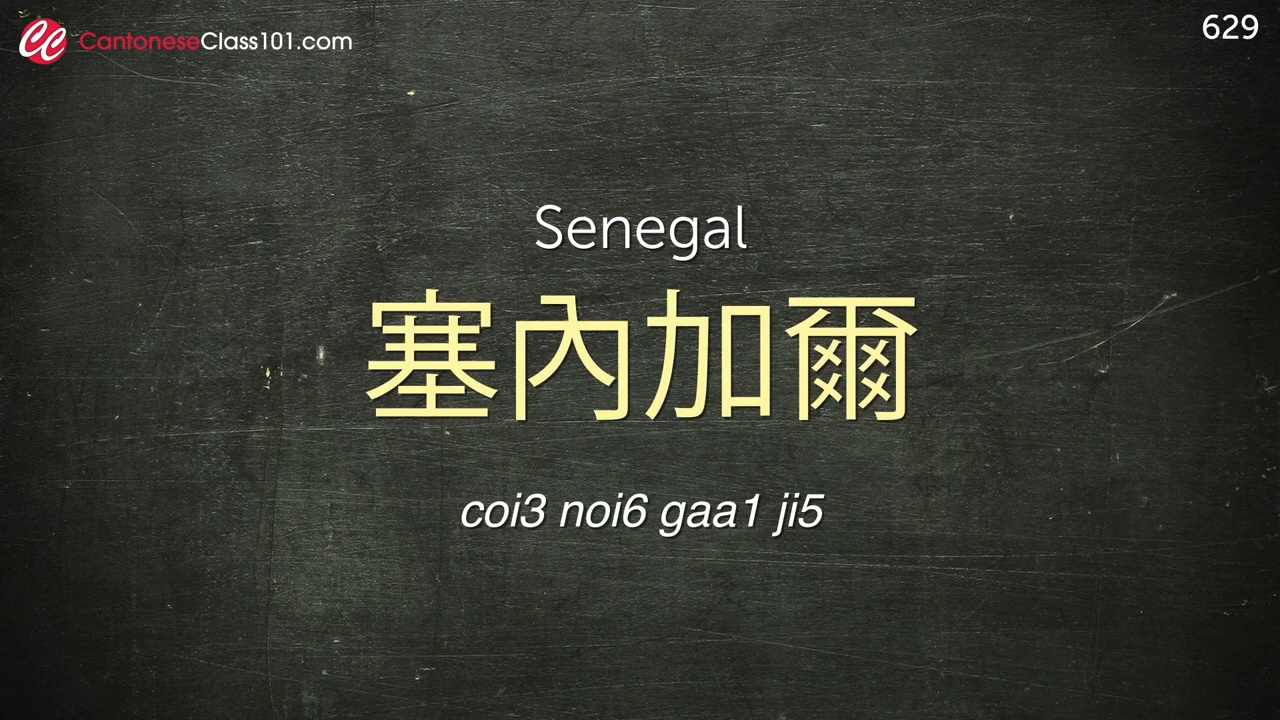 CantoneseClass101.com
629
Senegal
塞內加爾
coi3 noi6 gaa1 ji5